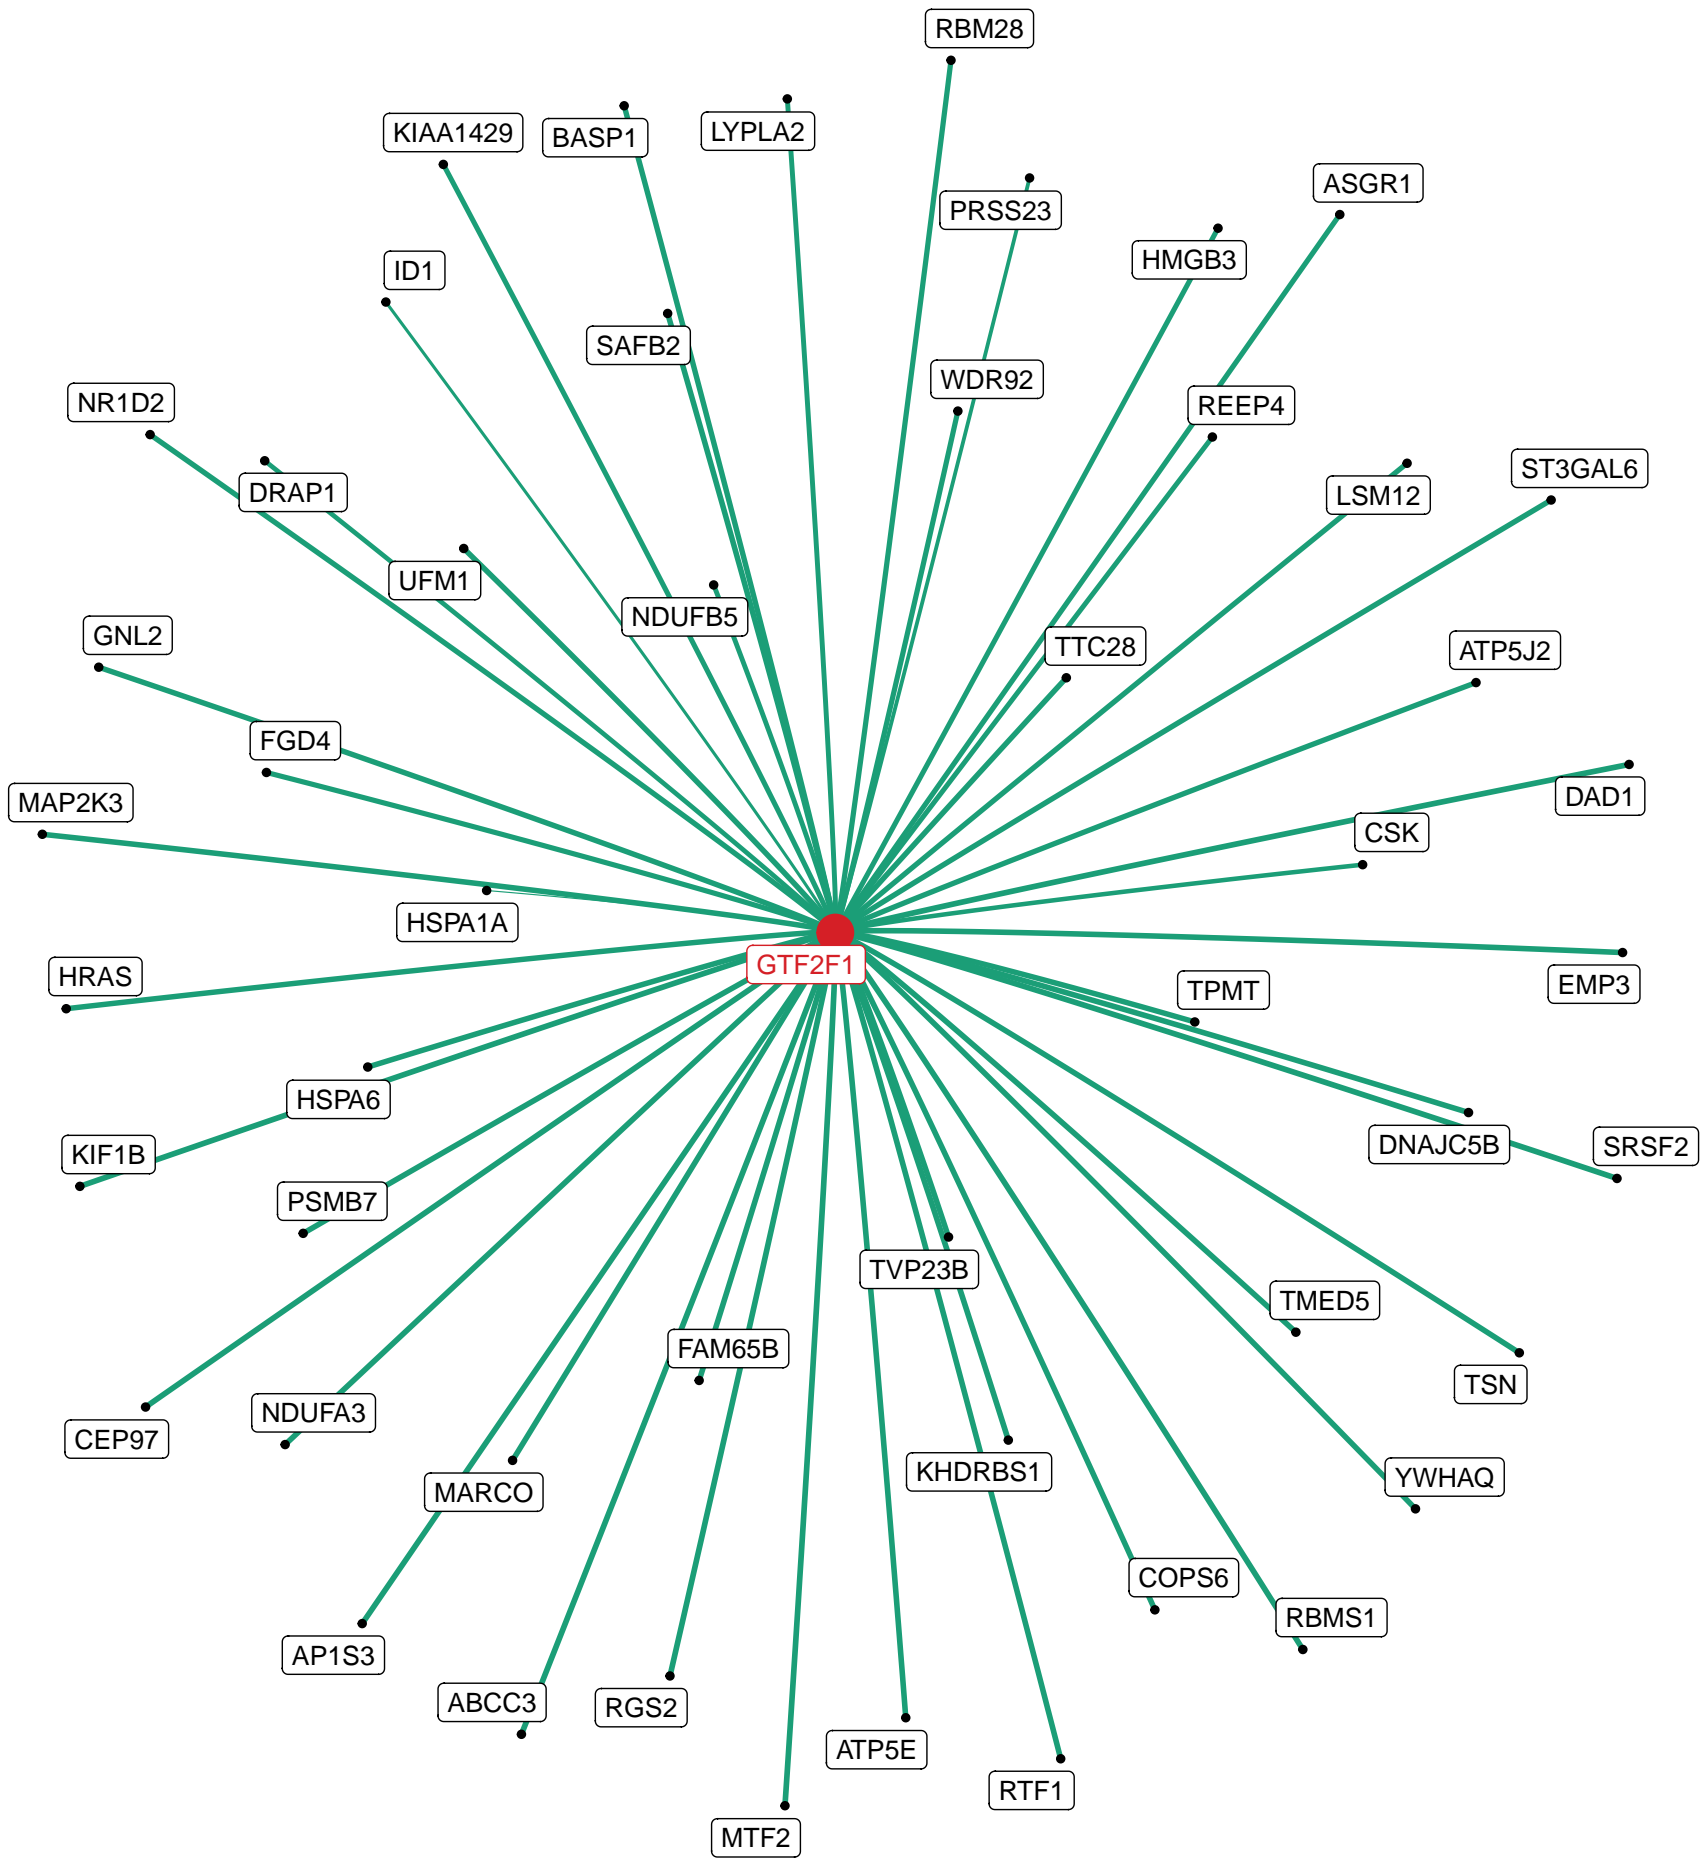 RBM28
KIAA1429
BASP1
LYPLA2
ASGR1
PRSS23
HMGB3
ID1
SAFB2
WDR92
NR1D2
REEP4
ST3GAL6
DRAP1
LSM12
UFM1
NDUFB5
GNL2
TTC28
ATP5J2
FGD4
DAD1
MAP2K3
CSK
HSPA1A
GTF2F1
HRAS
EMP3
TPMT
HSPA6
DNAJC5B
SRSF2
KIF1B
PSMB7
TVP23B
TMED5
FAM65B
TSN
NDUFA3
CEP97
KHDRBS1
YWHAQ
MARCO
COPS6
RBMS1
AP1S3
ABCC3
RGS2
ATP5E
RTF1
MTF2